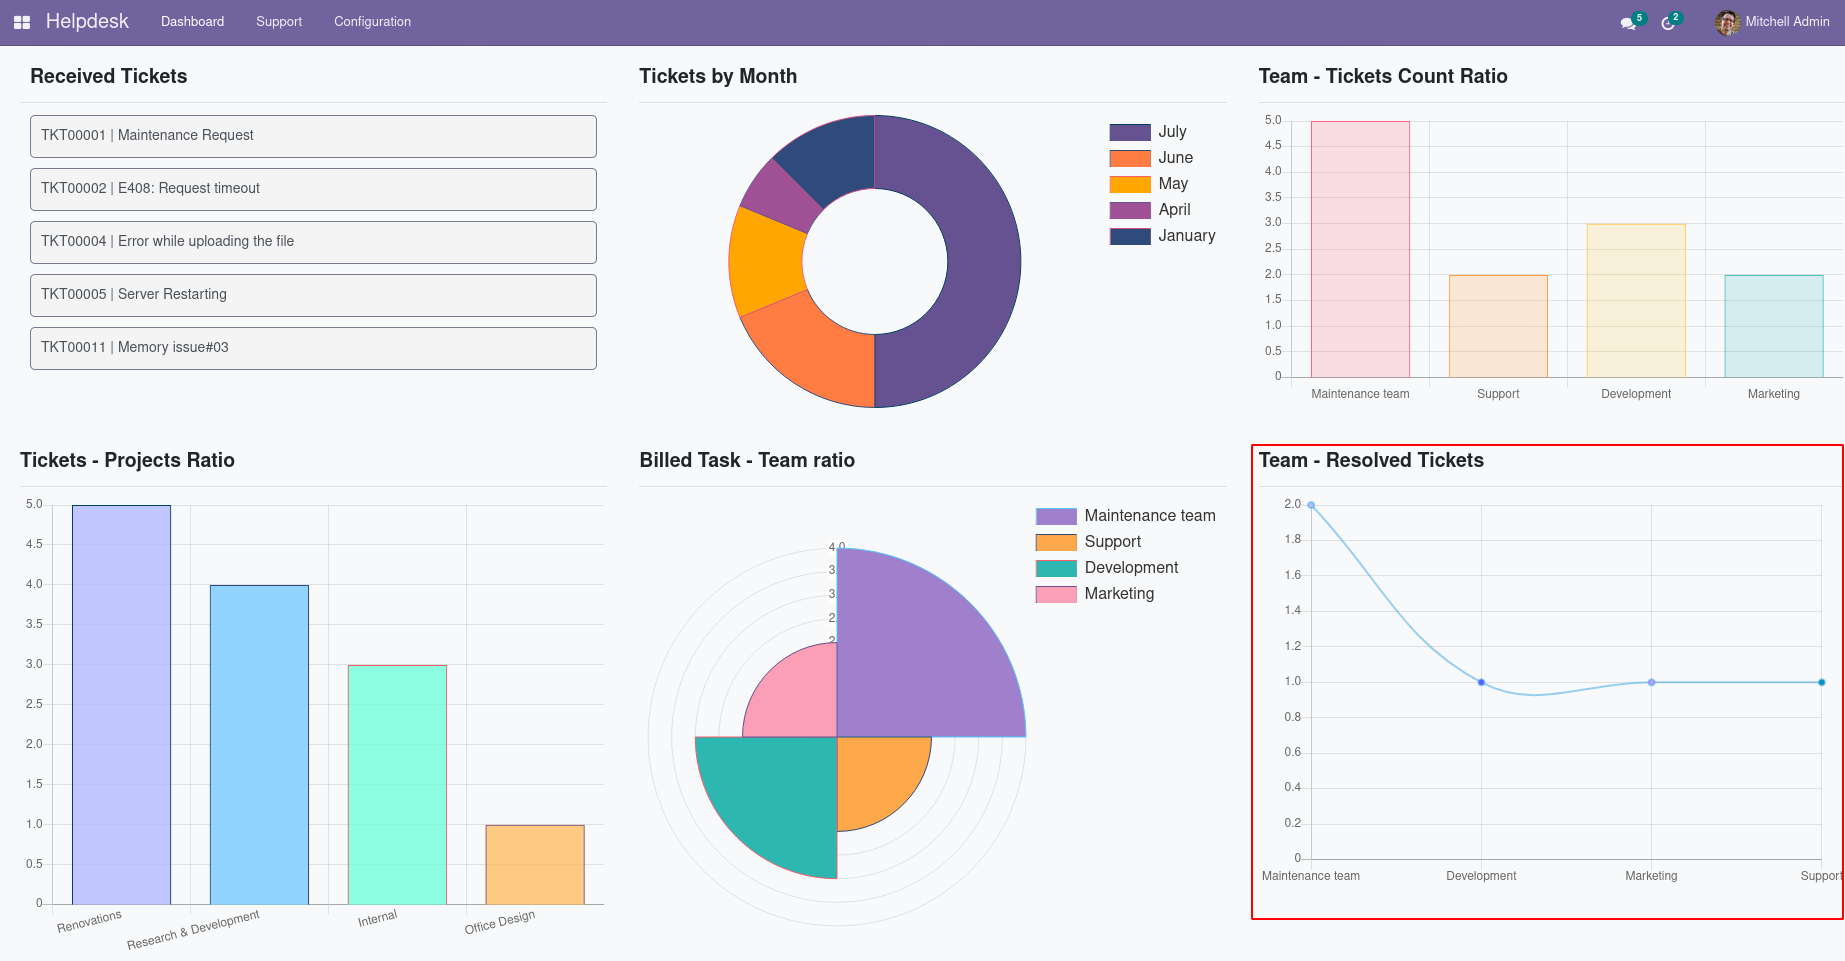 Helpdesk Dashboard Support Configuration 5 2 Mitchell Admin
Received Tickets
TKT00001 | Maintenance Request
TKT00002 | E408: Request timeout
TKT00004 | Error while uploading the file
TKT00005 | Server Restarting
TKT00011 | Memory issue#03
Tickets by Month
July
June
May
April
January
Team - Tickets Count Ratio
5.0
4.5
4.0
3.5
3.0
2.5
2.0
1.5
1.0
0.5
0
Maintenance team Support Development Marketing
Tickets - Projects Ratio
5.0
4.5
4.0
3.5
3.0
2.5
2.0
1.5
1.0
0.5
0
Renovations Research & Development Internal Office Design
Billed Task - Team ratio
Maintenance team
Support
Development
Marketing
4.0
3.
3.
2.
2.
Team - Resolved Tickets
2.0
1.8
1.6
1.4
1.2
1.0
0.8
0.6
0.4
0.2
0
Maintenance team Development Marketing Support